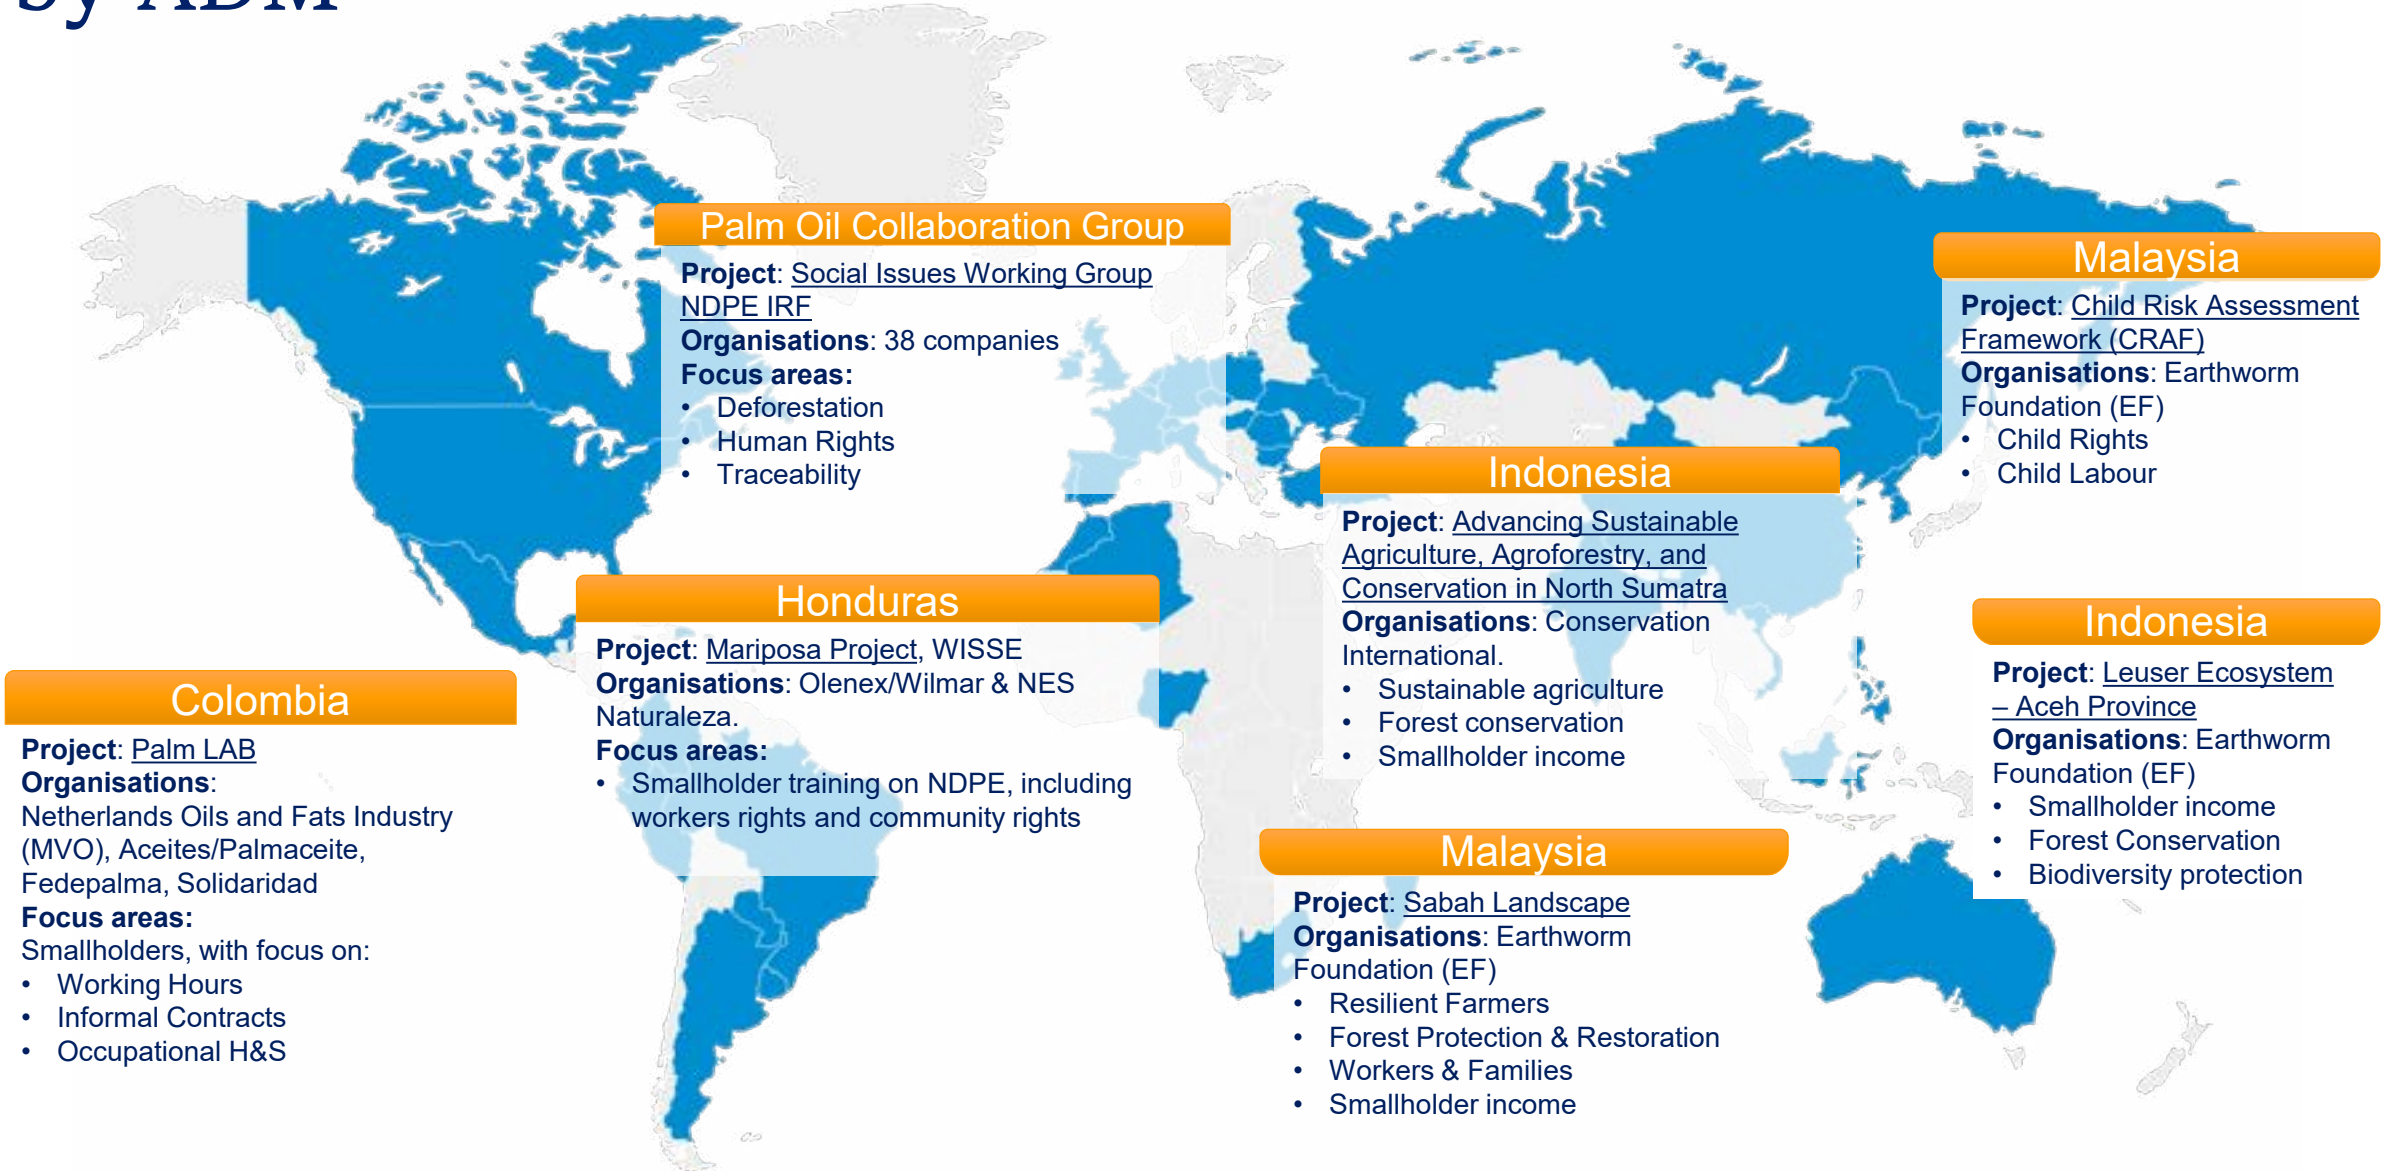 by ADM
Palm Oil Collaboration Group
Project: Social Issues Working Group
NDPE IRF
Organisations: 38 companies
Focus areas:
• Deforestation
• Human Rights
• Traceability
Malaysia
Project: Child Risk Assessment
Framework (CRAF)
Organisations: Earthworm
Foundation (EF)
• Child Rights
• Child Labour
Indonesia
Project: Advancing Sustainable
Agriculture, Agroforestry, and
Conservation in North Sumatra
Organisations: Conservation
International.
• Sustainable agriculture
• Forest conservation
• Smallholder income
Honduras
Project: Mariposa Project, WISSE
Organisations: Olenex/Wilmar & NES
Naturaleza.
Focus areas:
• Smallholder training on NDPE, including
workers rights and community rights
Indonesia
Project: Leuser Ecosystem
– Aceh Province
Organisations: Earthworm
Foundation (EF)
• Smallholder income
• Forest Conservation
• Biodiversity protection
Colombia
Project: Palm LAB
Organisations:
Netherlands Oils and Fats Industry
(MVO), Aceites/Palmaceite,
Fedepalma, Solidaridad
Focus areas:
Smallholders, with focus on:
• Working Hours
• Informal Contracts
• Occupational H&S
Malaysia
Project: Sabah Landscape
Organisations: Earthworm
Foundation (EF)
• Resilient Farmers
• Forest Protection & Restoration
• Workers & Families
• Smallholder income